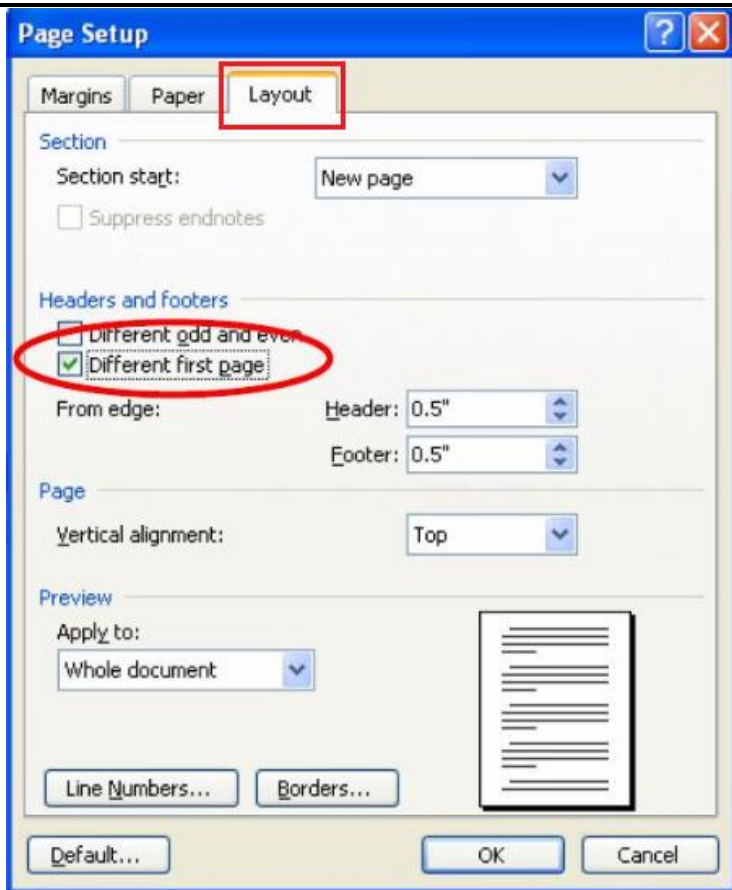 Page Setup
Margins Paper Layout
Section
Section start: New page
Suppress endnotes
Headers and footers
Different odd and even
Different first page
From edge: Header: 0.5"
Footer: 0.5"
Page
Vertical alignment: Top
Preview
Apply to:
Whole document
Line Numbers... Borders...
Default... OK Cancel